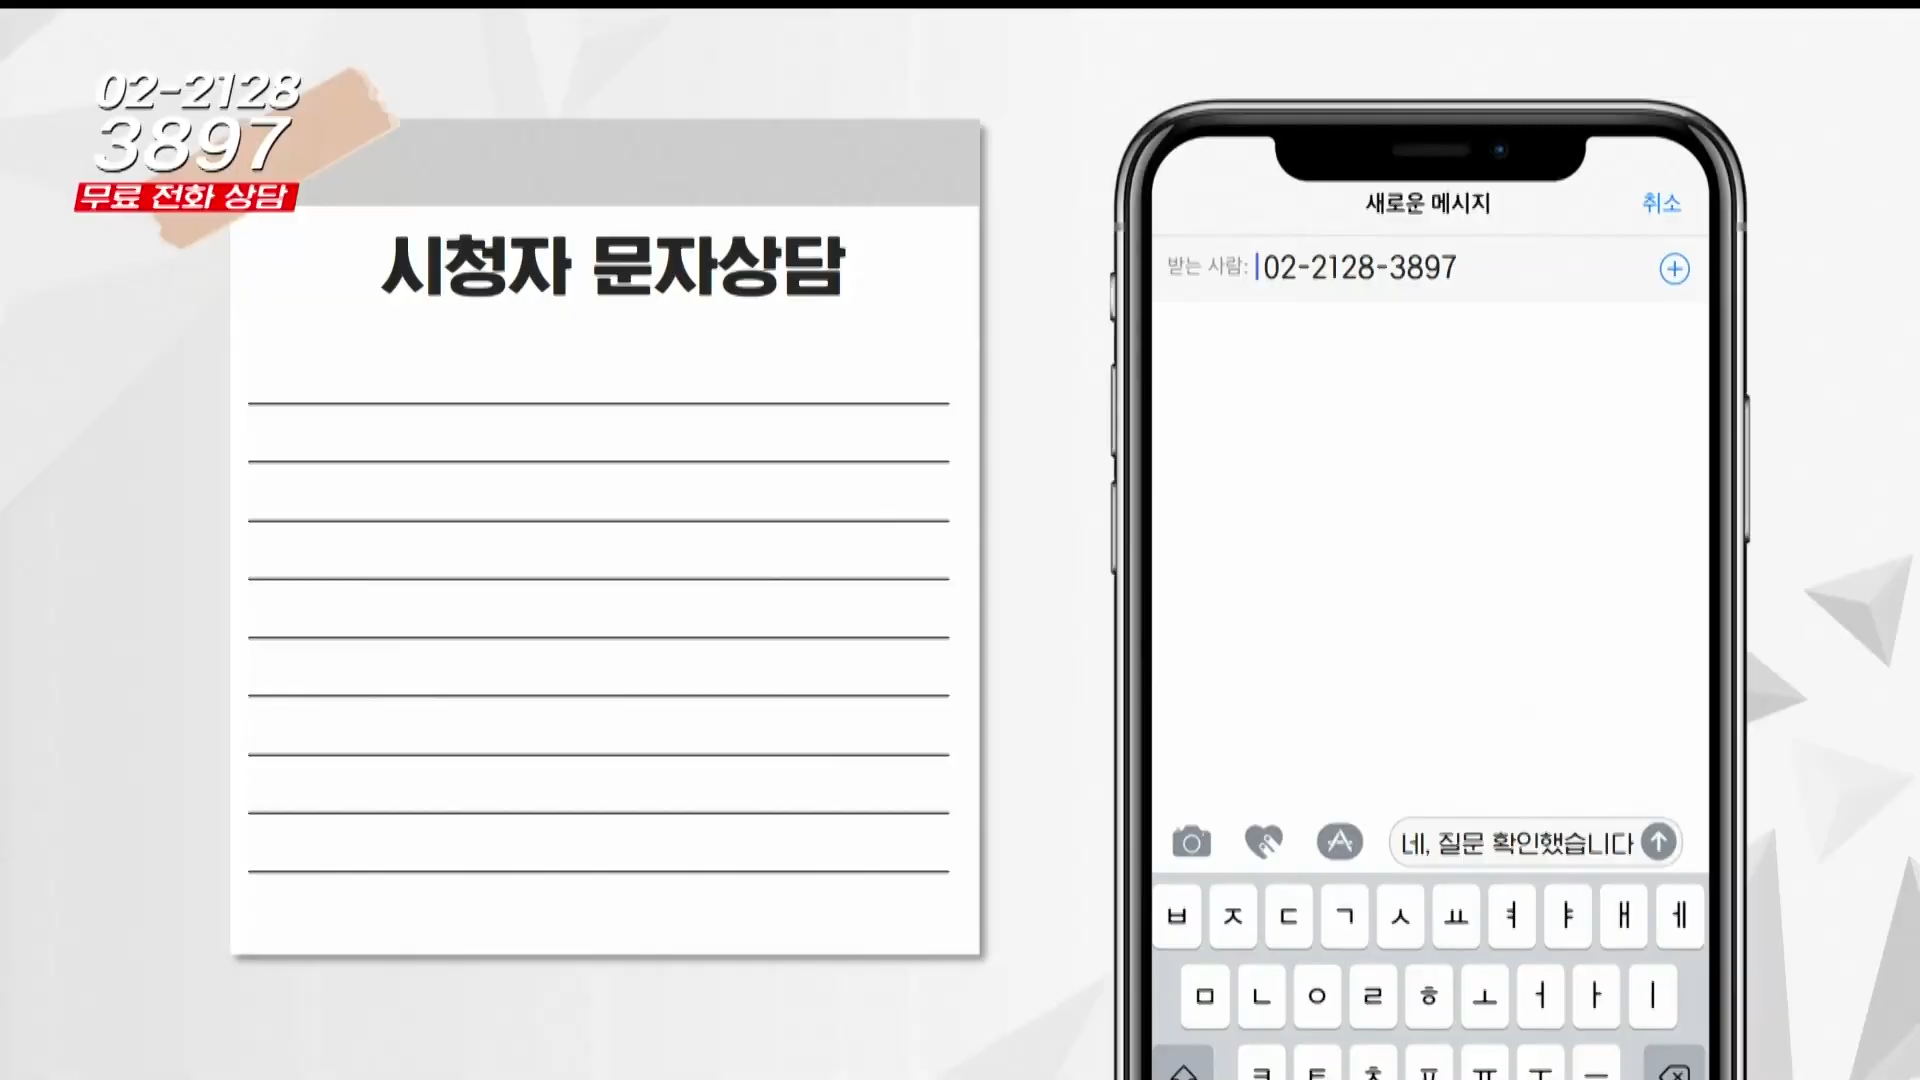 02-2128
3897
무료 전화 상담
시청자 문자상담
새로운 메시지
취소
받는 사람: 02-2128-3897
네, 질문 확인했습니다
ㅂ ㅈ ㄷ ㄱ ㅅ ㅛ ㅕ ㅑ ㅐ ㅔ
ㅁ ㄴ ㅇ ㄹ ㅎ ㅗ ㅓ ㅏ ㅣ
ㅋ ㅌ ㅊ ㅍ ㅠ ㅜ ㅡ